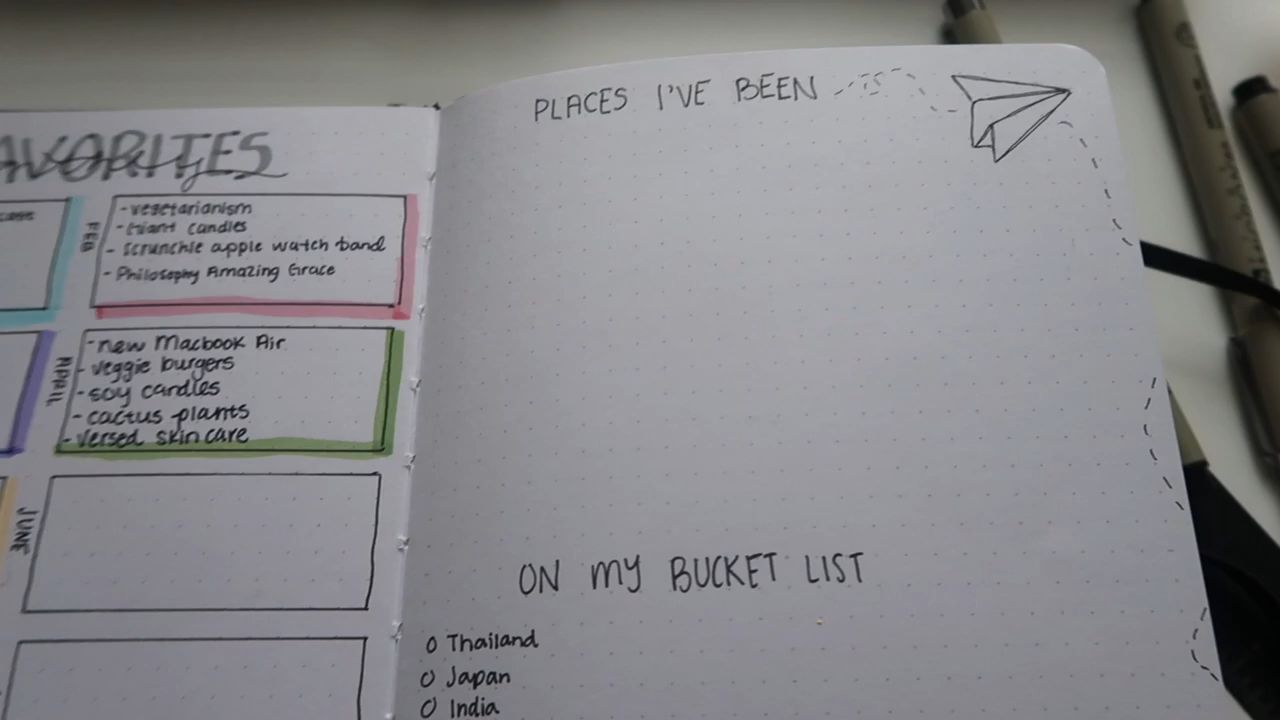 AVORITES
FEB
-vegetarianism
-Giant candles
- scrunchie apple watch band
- Philosophy Amazing Grace
APRIL
-new Macbook Air
- veggie burgers
-soy candles
- cactus plants
- versed skin care
JUNE
PLACES I'VE BEEN
ON MY BUCKET LIST
O Thailand
O Japan
O India